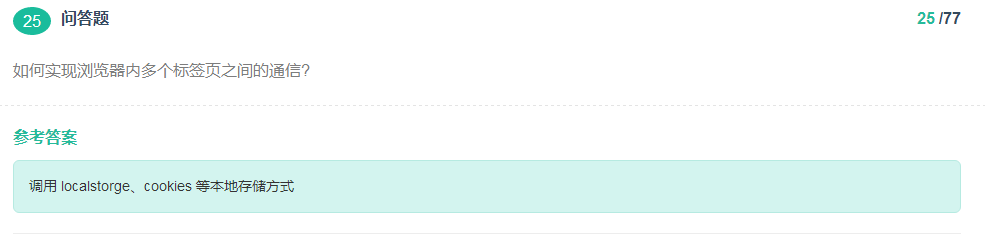 25 问答题 25 /77
如何实现浏览器内多个标签页之间的通信?
参考答案
调用 localstorge、cookies 等本地存储方式